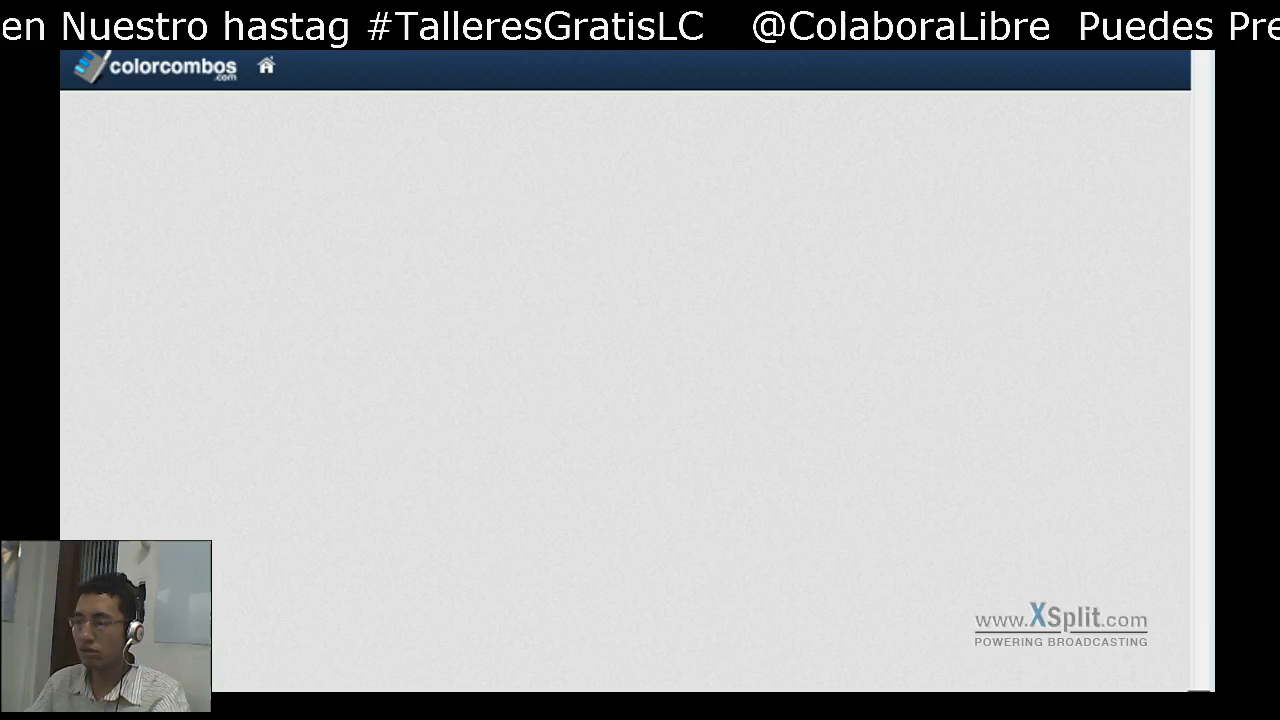 en Nuestro hastag #TalleresGratisLC @ColaboraLibre Puedes Pre
colorcombos
.com
www.XSplit.com
POWERING BROADCASTING